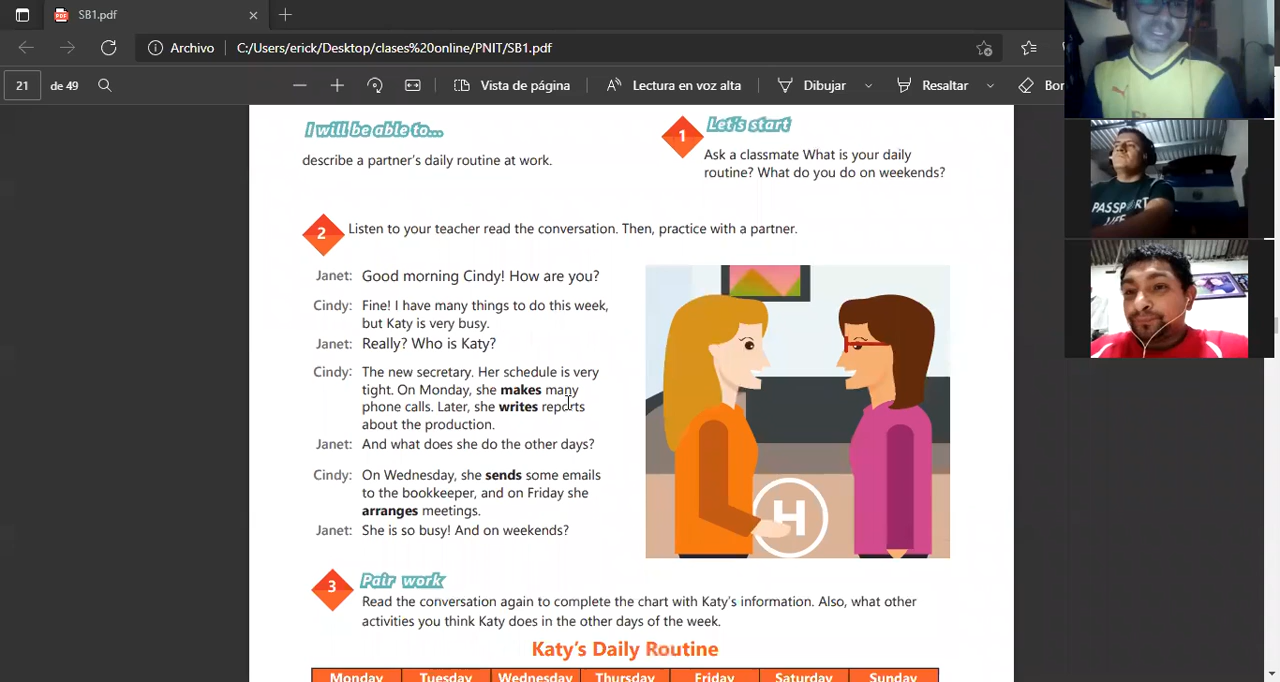 SB1.pdf
Archivo
C:/Users/erick/Desktop/clases%20online/PNIT/SB1.pdf
21 de 49
Vista de página
Lectura en voz alta
Dibujar
Resaltar
Bor
I will be able to...
describe a partner's daily routine at work.
1 Let's start
Ask a classmate What is your daily
routine? What do you do on weekends?
2 Listen to your teacher read the conversation. Then, practice with a partner.
Janet: Good morning Cindy! How are you?
Cindy: Fine! I have many things to do this week,
but Katy is very busy.
Janet: Really? Who is Katy?
Cindy: The new secretary. Her schedule is very
tight. On Monday, she makes many
phone calls. Later, she writes reports
about the production.
Janet: And what does she do the other days?
Cindy: On Wednesday, she sends some emails
to the bookkeeper, and on Friday she
arranges meetings.
Janet: She is so busy! And on weekends?
H
3 Pair work
Read the conversation again to complete the chart with Katy's information. Also, what other
activities you think Katy does in the other days of the week.
Katy's Daily Routine
Monday Tuesday Wednesday Thursday Friday Saturday Sunday
PASSPORT